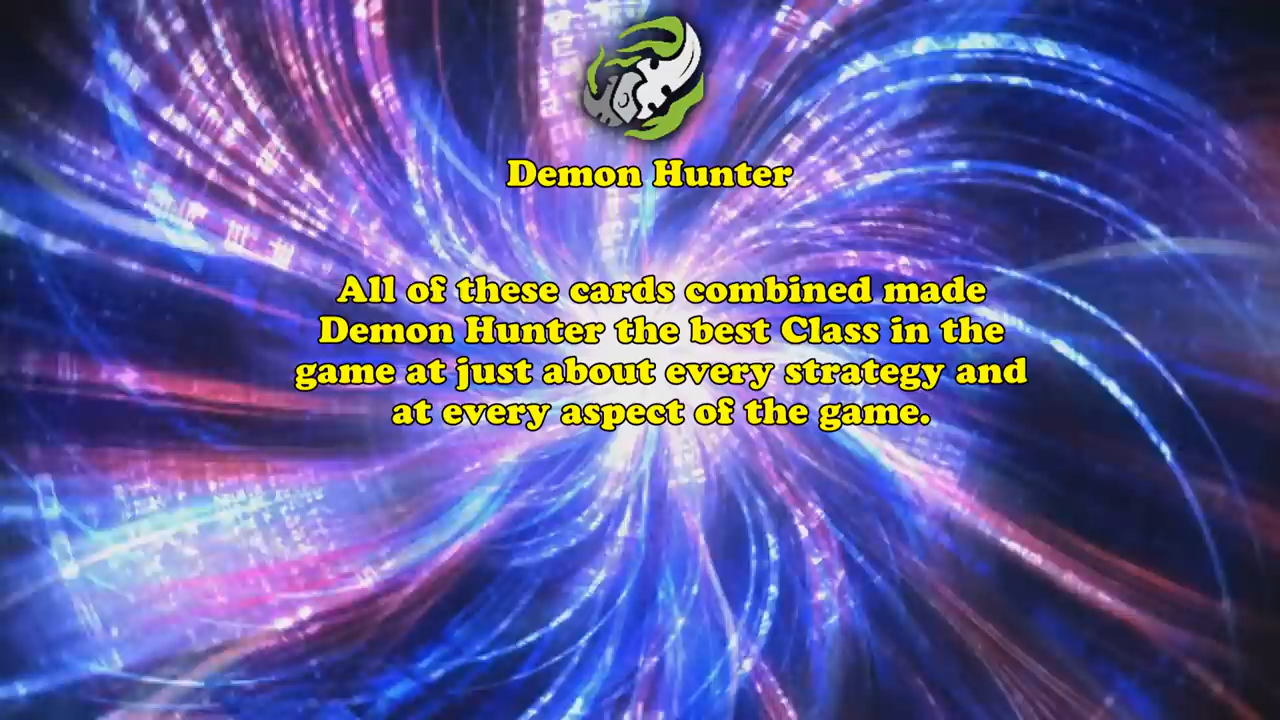 Demon Hunter
All of these cards combined made
Demon Hunter the best Class in the
game at just about every strategy and
at every aspect of the game.